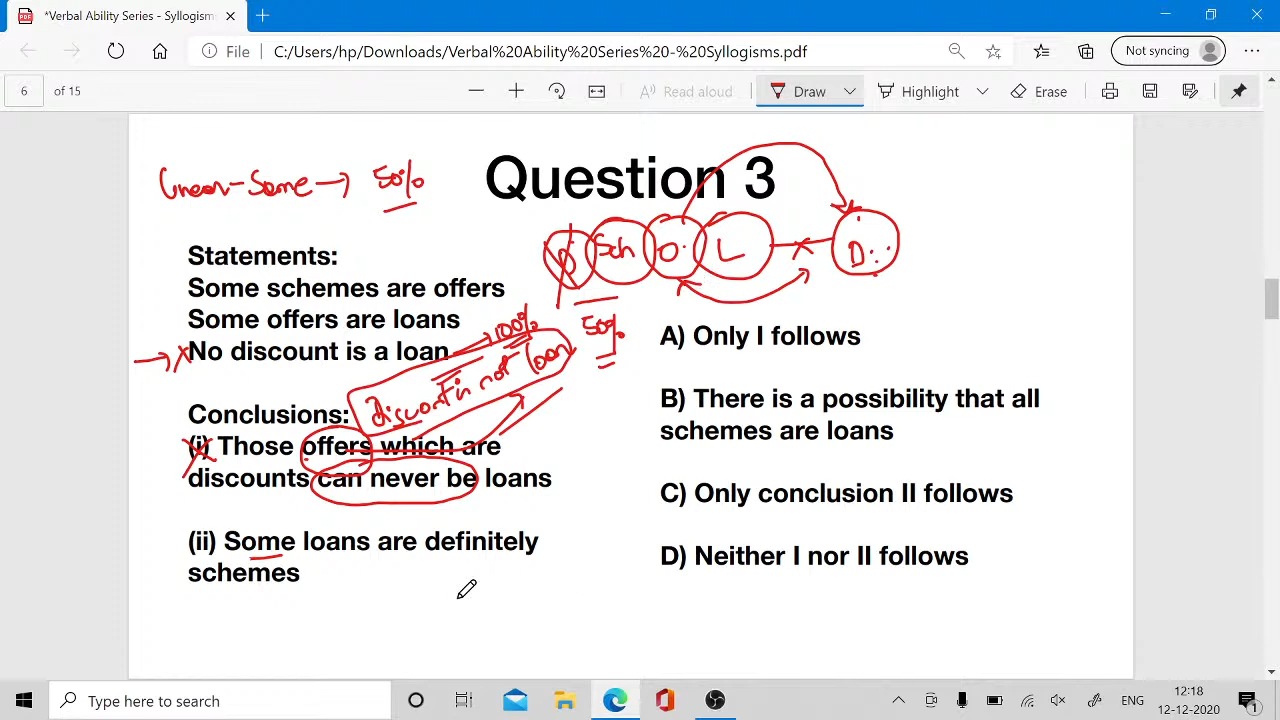 *Verbal Ability Series - Syllogism
File C:/Users/hp/Downloads/Verbal%20Ability%20Series%20-%20Syllogisms.pdf Not syncing
6 of 15 Read aloud Draw Highlight Erase
Question 3
Some → 50%
Sch O L D
Statements:
Some schemes are offers
Some offers are loans
No discount is a loan
100%
50%
discount is not loan
Conclusions:
(i) Those offers which are
discounts can never be loans
(ii) Some loans are definitely
schemes
A) Only I follows
B) There is a possibility that all
schemes are loans
C) Only conclusion II follows
D) Neither I nor II follows
Type here to search
ENG
12:18
12-12-2020
1